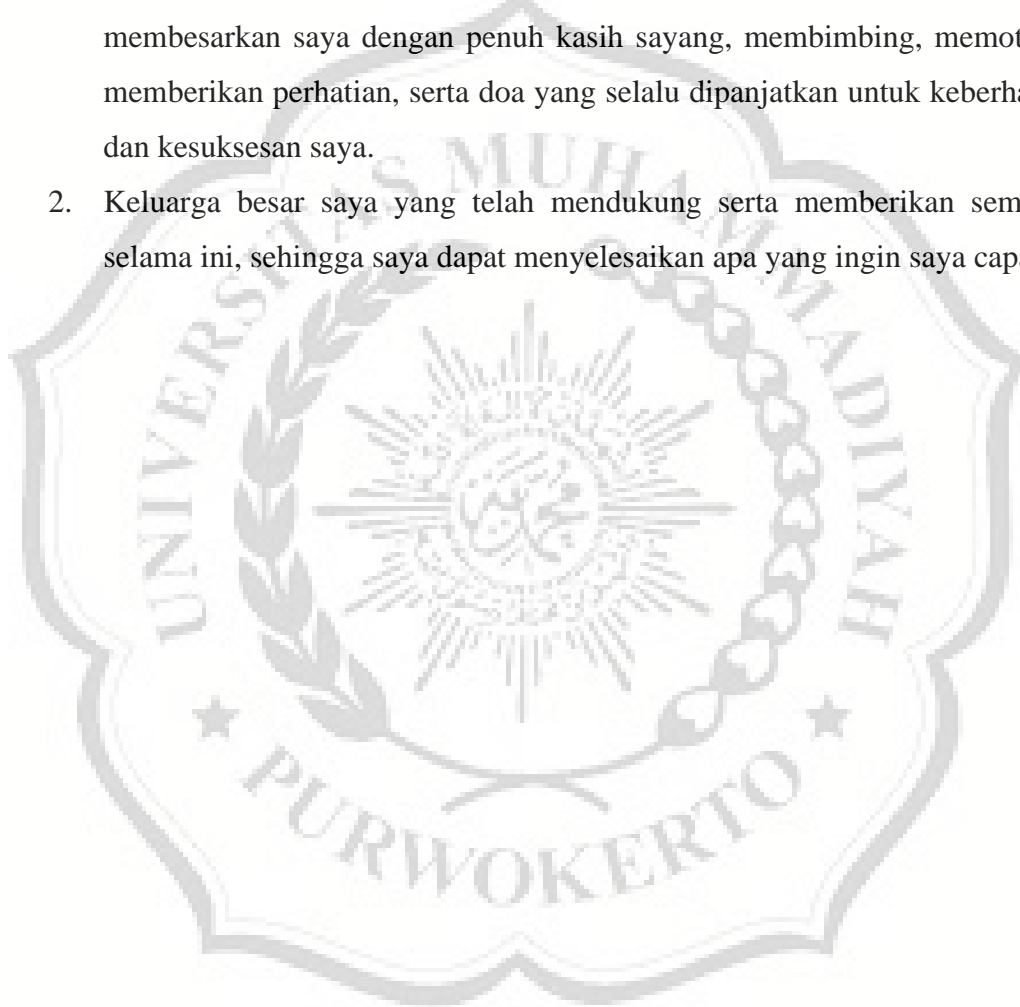 membesarkan saya dengan penuh kasih sayang, membimbing, memot
memberikan perhatian, serta doa yang selalu dipanjatkan untuk keberha
dan kesuksesan saya.
2. Keluarga besar saya yang telah mendukung serta memberikan sem
selama ini, sehingga saya dapat menyelesaikan apa yang ingin saya capa
UNIVERSITAS MUHAMMADIYAH
PURWOKERTO